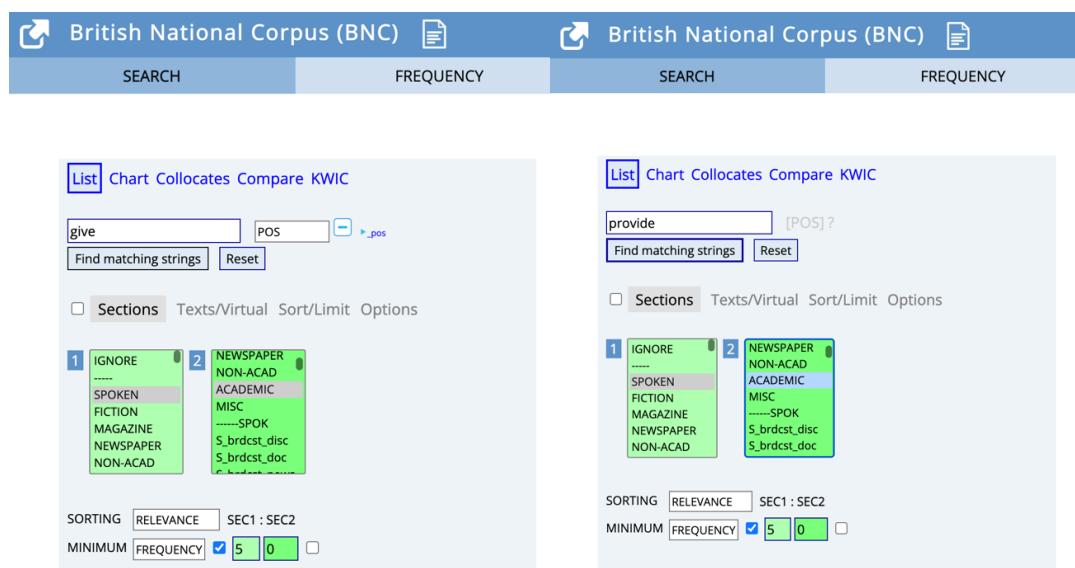 British National Corpus (BNC)
SEARCH FREQUENCY
List Chart Collocates Compare KWIC
give POS _pos
Find matching strings Reset
Sections Texts/Virtual Sort/Limit Options
1 2
IGNORE
-----
SPOKEN
FICTION
MAGAZINE
NEWSPAPER
NON-ACAD
NEWSPAPER
NON-ACAD
ACADEMIC
MISC
------SPOK
S_brdcst_disc
S_brdcst_doc
S_brdcst_news
SORTING RELEVANCE SEC1 : SEC2
MINIMUM FREQUENCY 5 0
British National Corpus (BNC)
SEARCH FREQUENCY
List Chart Collocates Compare KWIC
provide [POS] ?
Find matching strings Reset
Sections Texts/Virtual Sort/Limit Options
1 2
IGNORE
-----
SPOKEN
FICTION
MAGAZINE
NEWSPAPER
NON-ACAD
NEWSPAPER
NON-ACAD
ACADEMIC
MISC
------SPOK
S_brdcst_disc
S_brdcst_doc
SORTING RELEVANCE SEC1 : SEC2
MINIMUM FREQUENCY 5 0